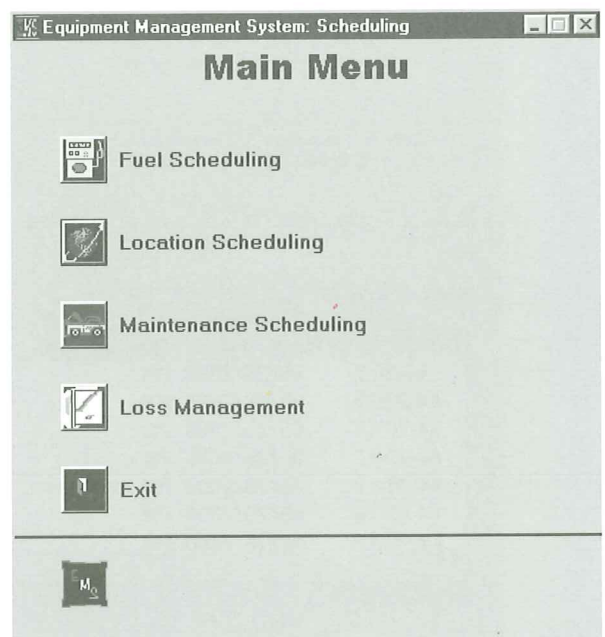 Equipment Management System: Scheduling
Main Menu
Fuel Scheduling
Location Scheduling
Maintenance Scheduling
Loss Management
Exit